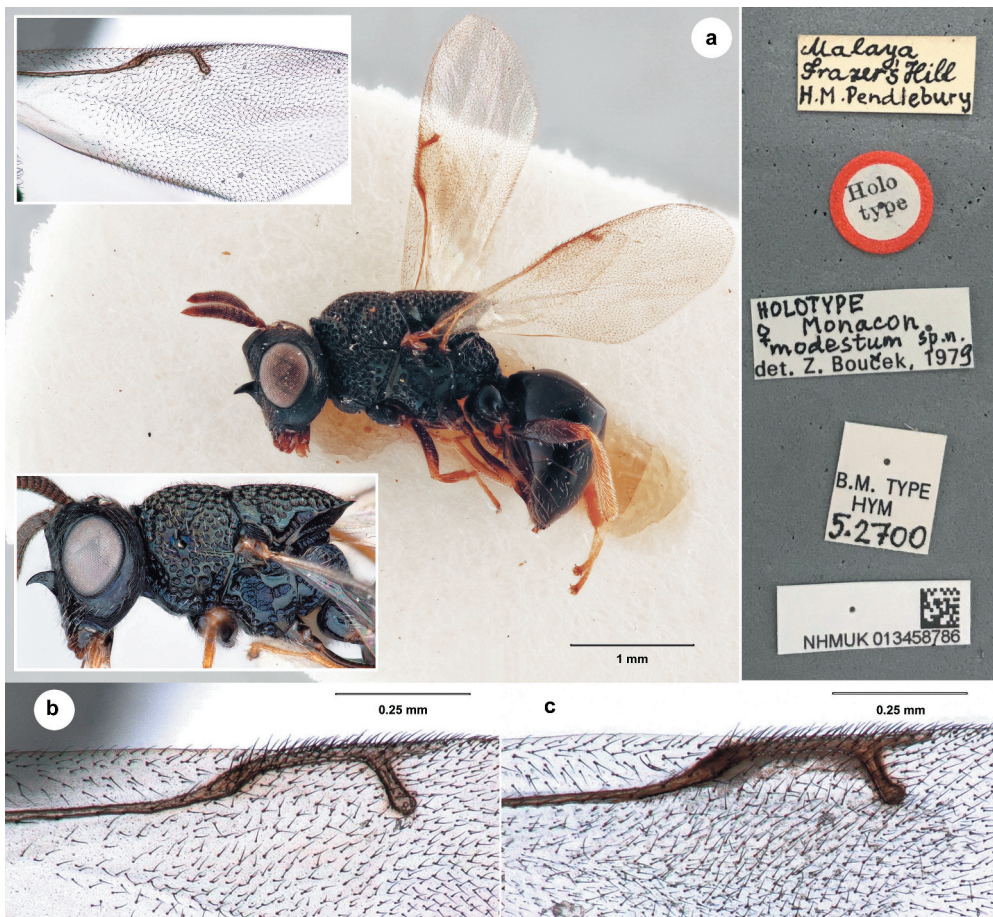 a
1 mm
Malaya
Frazer's Hill
H.M.Pendlebury
Holo
type
HOLOTYPE
♀ Monacon
modestum sp.n.
det. Z. Bouček, 1979
B.M. TYPE
HYM
5.2700
NHMUK 013458786
b
0.25 mm
c
0.25 mm